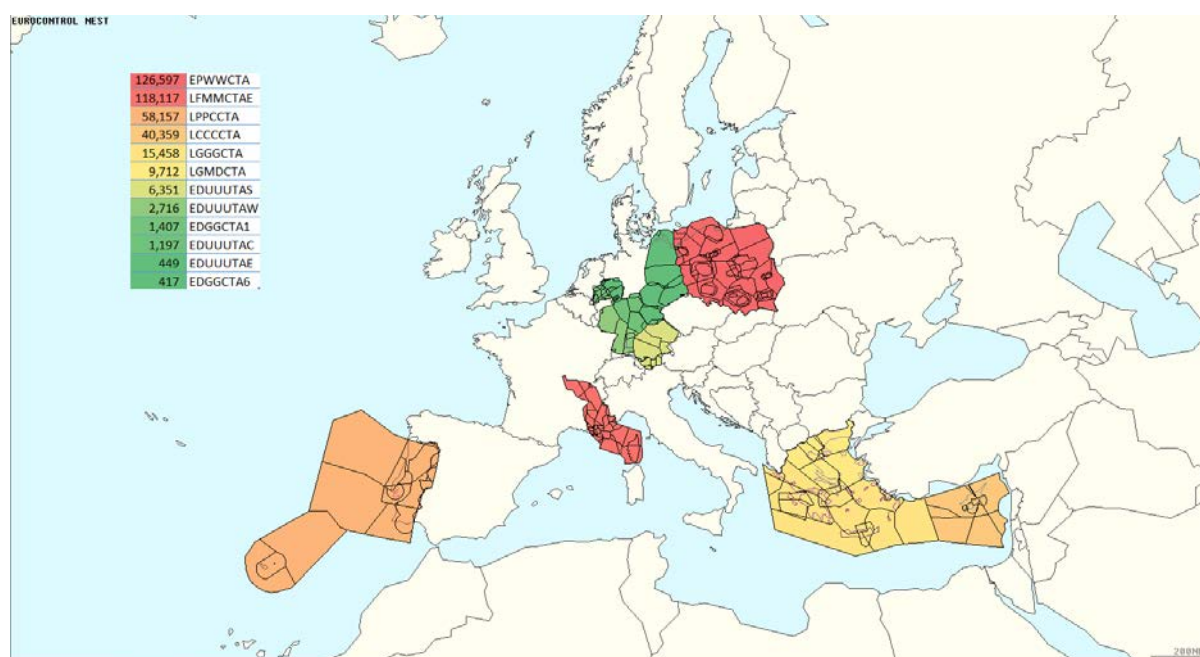 EUROCONTROL NEST
126,597 EPWWCTA
118,117 LFMMCTAE
58,157 LPPCCTA
40,359 LCCCCTA
15,458 LGGGCTA
9,712 LGMDCTA
6,351 EDUUUTAS
2,716 EDUUUTAW
1,407 EDGGCTA1
1,197 EDUUUTAC
449 EDUUUTAE
417 EDGGCTA6